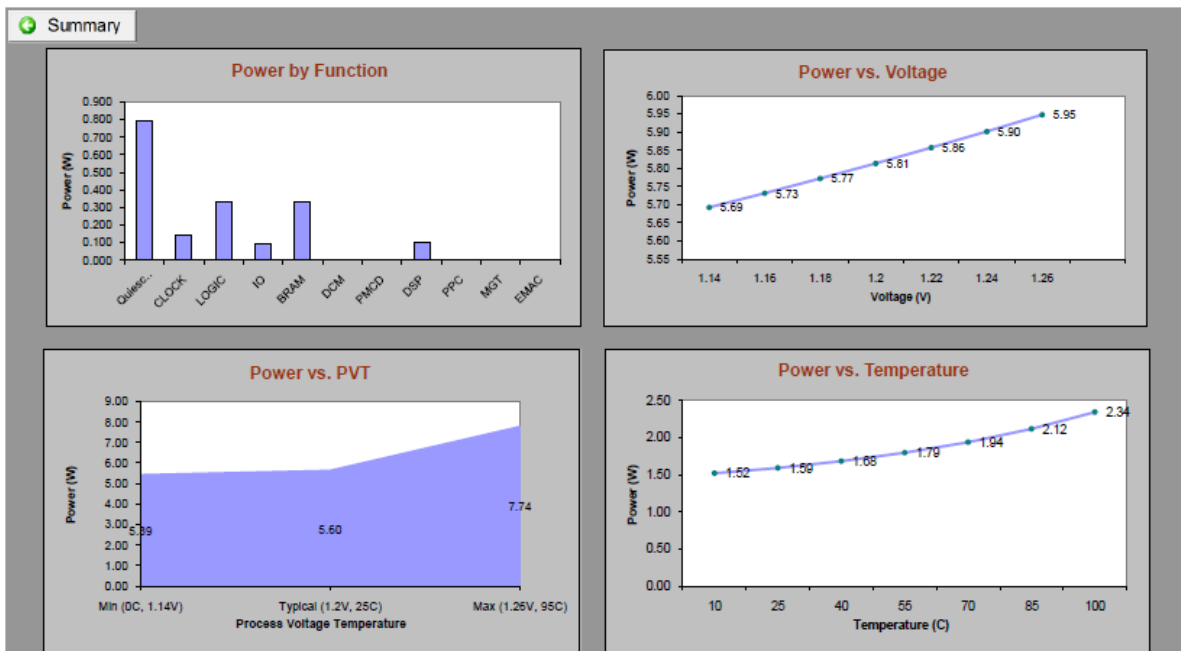 Summary
Power by Function
0.900
0.800
0.700
0.600
0.500
0.400
0.300
0.200
0.100
0.000
Power (W)
Quiesc..
CLOCK
LOGIC
IO
BRAM
DCM
PMCD
DSP
PPC
MGT
EMAC
Power vs. Voltage
6.00
5.95
5.90
5.85
5.80
5.75
5.70
5.65
5.60
5.55
Power (W)
5.69
5.73
5.77
5.81
5.86
5.90
5.95
1.14 1.16 1.18 1.2 1.22 1.24 1.26
Voltage (V)
Power vs. PVT
9.00
8.00
7.00
6.00
5.00
4.00
3.00
2.00
1.00
0.00
Power (W)
5.39
5.60
7.74
Min (0C, 1.14V) Typical (1.2V, 25C) Max (1.26V, 95C)
Process Voltage Temperature
Power vs. Temperature
2.50
2.00
1.50
1.00
0.50
0.00
Power (W)
1.52
1.59
1.68
1.79
1.94
2.12
2.34
10 25 40 55 70 85 100
Temperature (C)